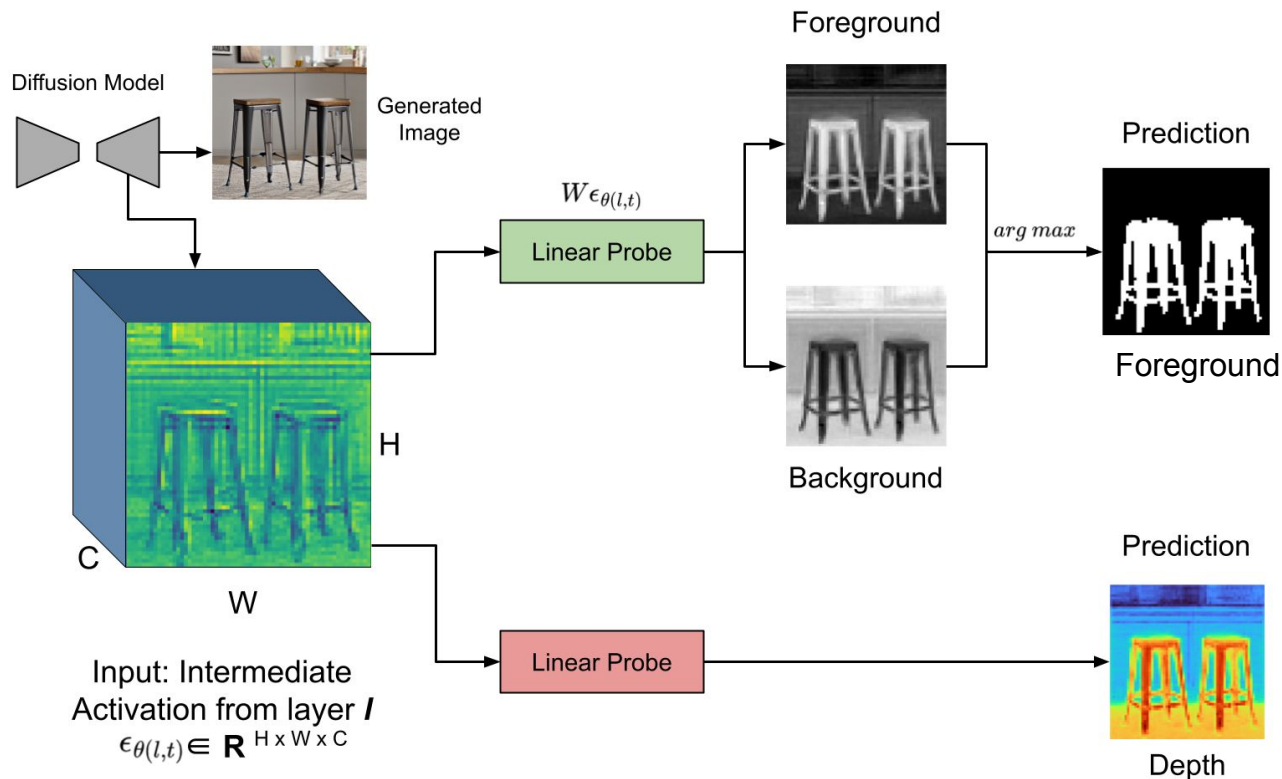 Diffusion Model
Generated
Image
H
C
W
Input: Intermediate
Activation from layer l
ϵθ(l,t) ∈ R H x W x C
Wϵθ(l,t)
Linear Probe
Foreground
Background
arg max
Prediction
Foreground
Linear Probe
Prediction
Depth